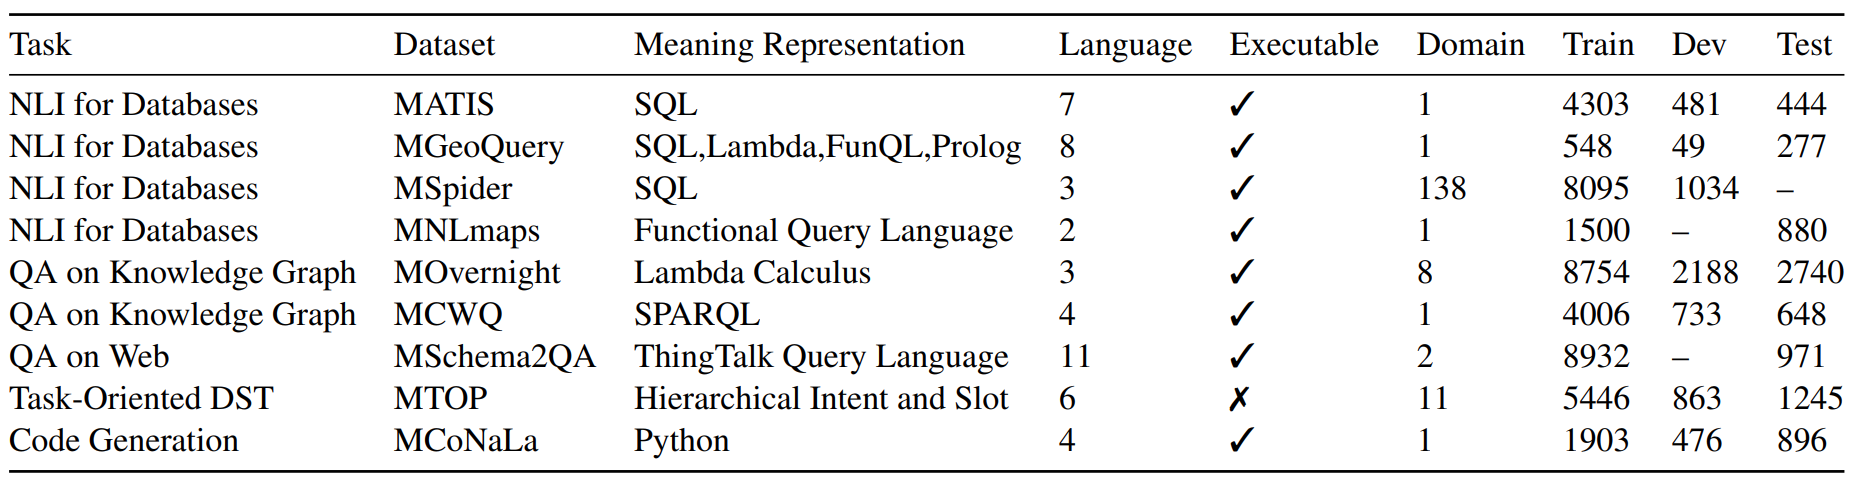 Task Dataset Meaning Representation Language Executable Domain Train Dev Test
NLI for Databases MATIS SQL 7 ✓ 1 4303 481 444
NLI for Databases MGeoQuery SQL,Lambda,FunQL,Prolog 8 ✓ 1 548 49 277
NLI for Databases MSpider SQL 3 ✓ 138 8095 1034 –
NLI for Databases MNLmaps Functional Query Language 2 ✓ 1 1500 – 880
QA on Knowledge Graph MOvernight Lambda Calculus 3 ✓ 8 8754 2188 2740
QA on Knowledge Graph MCWQ SPARQL 4 ✓ 1 4006 733 648
QA on Web MSchema2QA ThingTalk Query Language 11 ✓ 2 8932 – 971
Task-Oriented DST MTOP Hierarchical Intent and Slot 6 ✗ 11 5446 863 1245
Code Generation MCoNaLa Python 4 ✓ 1 1903 476 896